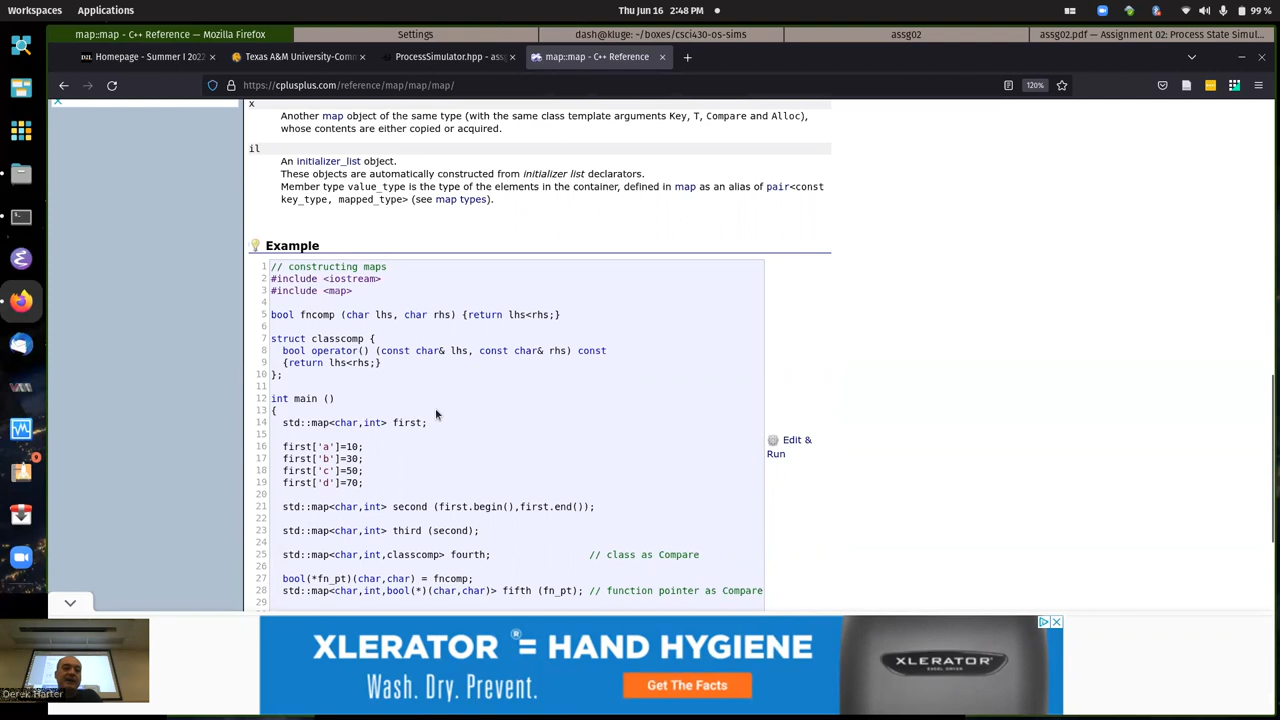 Workspaces
Applications
Thu Jun 16 2:48 PM
99 %
map::map - C++ Reference — Mozilla Firefox
Settings
dash@kluge: ~/boxes/csci430-os-sims
assg02
assg02.pdf — Assignment 02: Process State Simul...
Homepage - Summer I 2022
Texas A&M University-Com
ProcessSimulator.hpp - ass
map::map - C++ Reference
https://cplusplus.com/reference/map/map/map/
120%
x
Another map object of the same type (with the same class template arguments Key, T, Compare and Alloc),
whose contents are either copied or acquired.
il
An initializer_list object.
These objects are automatically constructed from initializer list declarators.
Member type value_type is the type of the elements in the container, defined in map as an alias of pair<const
key_type, mapped_type> (see map types).
Example
1 // constructing maps
2 #include <iostream>
3 #include <map>
4
5 bool fncomp (char lhs, char rhs) {return lhs<rhs;}
6
7 struct classcomp {
8 bool operator() (const char& lhs, const char& rhs) const
9 {return lhs<rhs;}
10 };
11
12 int main ()
13 {
14 std::map<char,int> first;
15
16 first['a']=10;
17 first['b']=30;
18 first['c']=50;
19 first['d']=70;
20
21 std::map<char,int> second (first.begin(),first.end());
22
23 std::map<char,int> third (second);
24
25 std::map<char,int,classcomp> fourth; // class as Compare
26
27 bool(*fn_pt)(char,char) = fncomp;
28 std::map<char,int,bool(*)(char,char)> fifth (fn_pt); // function pointer as Compare
29
Edit &
Run
9
XLERATOR® = HAND HYGIENE
Wash. Dry. Prevent.
Get The Facts
XLERATOR
Derek Harter